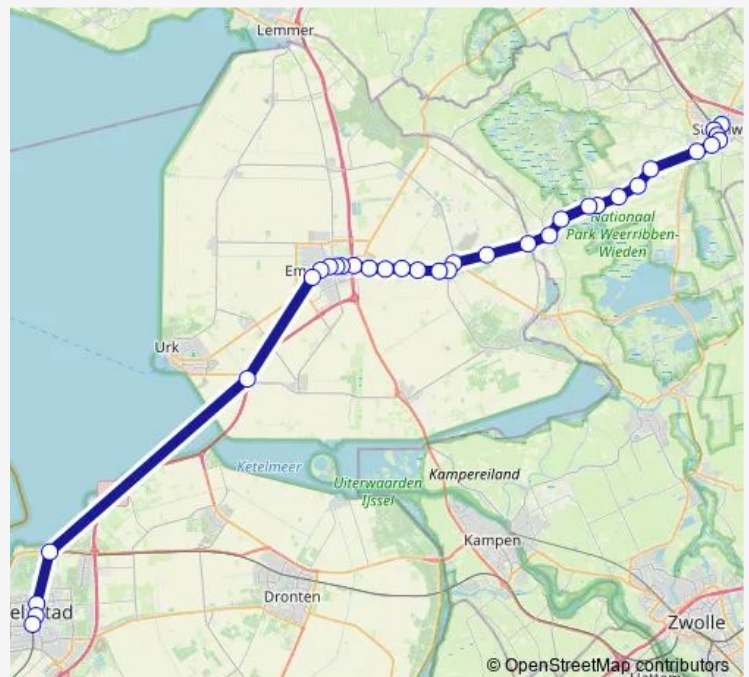 Lemmer
Nationaal
Park Weerribben-
Wieden
Urk
Ketelmeer
Uiterwaarden
IJssel
Kampereiland
Kampen
Dronten
Zwolle
© OpenStreetMap contributors